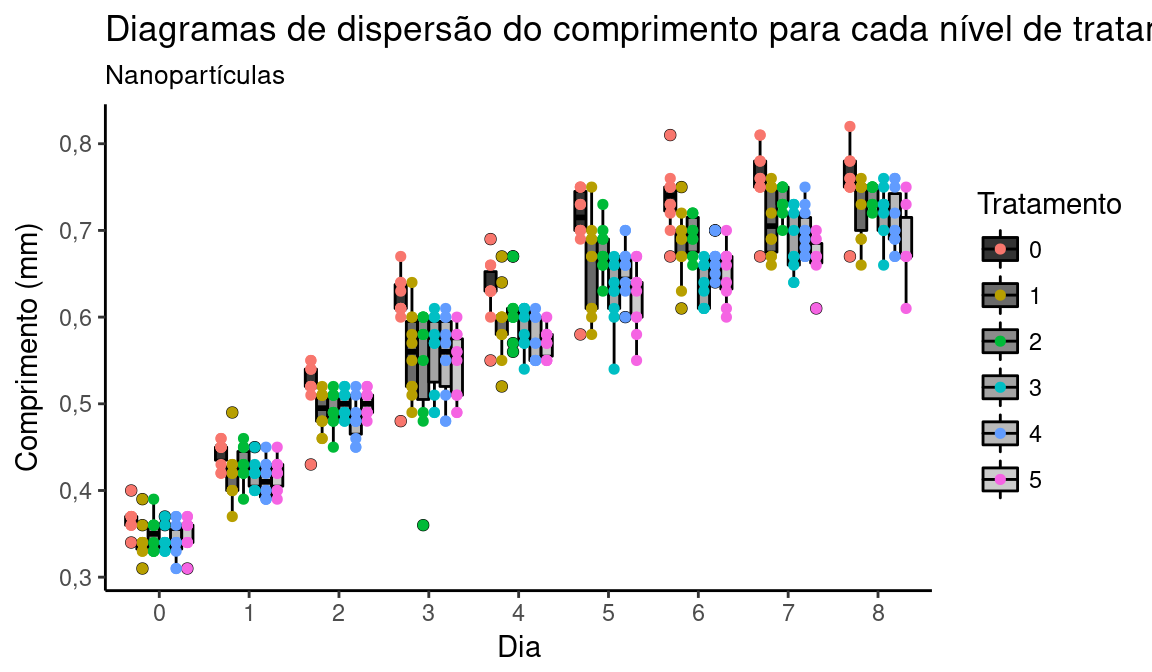 Diagramas de dispersão do comprimento para cada nível de tratar
Nanopartículas
Comprimento (mm)
0,8
0,7
0,6
0,5
0,4
0,3
0 1 2 3 4 5 6 7 8
Dia
Tratamento
0
1
2
3
4
5